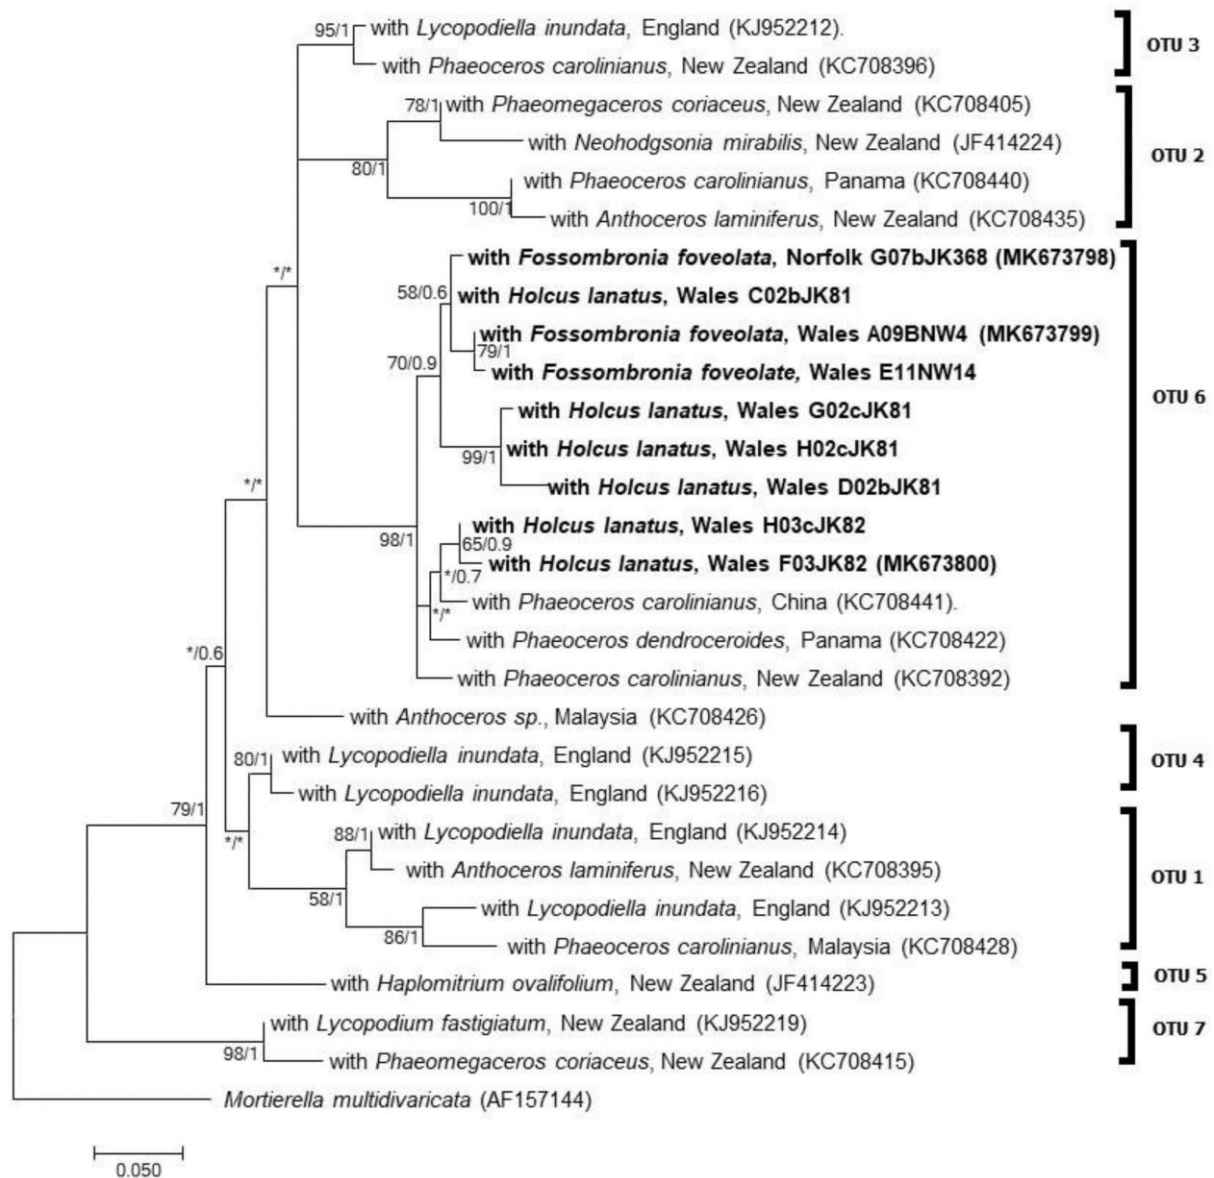 95/1
with Lycopodiella inundata, England (KJ952212).
OTU 3
with Phaeoceros carolinianus, New Zealand (KC708396)
78/1
with Phaeomegaceros coriaceus, New Zealand (KC708405)
with Neohodgsonia mirabilis, New Zealand (JF414224)
OTU 2
80/1
with Phaeoceros carolinianus, Panama (KC708440)
100/1
with Anthoceros laminiferus, New Zealand (KC708435)
with Fossombronia foveolata, Norfolk G07bJK368 (MK673798)
*/*
58/0.6
with Holcus lanatus, Wales C02bJK81
with Fossombronia foveolata, Wales A09BNW4 (MK673799)
79/1
70/0.9
with Fossombronia foveolate, Wales E11NW14
OTU 6
with Holcus lanatus, Wales G02cJK81
with Holcus lanatus, Wales H02cJK81
99/1
*/*
with Holcus lanatus, Wales D02bJK81
with Holcus lanatus, Wales H03cJK82
98/1
65/0.9
with Holcus lanatus, Wales F03JK82 (MK673800)
*/0.7
with Phaeoceros carolinianus, China (KC708441).
*/*
with Phaeoceros dendroceroides, Panama (KC708422)
*/0.6
with Phaeoceros carolinianus, New Zealand (KC708392)
with Anthoceros sp., Malaysia (KC708426)
80/1
with Lycopodiella inundata, England (KJ952215)
OTU 4
with Lycopodiella inundata, England (KJ952216)
79/1
88/1
with Lycopodiella inundata, England (KJ952214)
*/*
with Anthoceros laminiferus, New Zealand (KC708395)
OTU 1
58/1
with Lycopodiella inundata, England (KJ952213)
86/1
with Phaeoceros carolinianus, Malaysia (KC708428)
with Haplomitrium ovalifolium, New Zealand (JF414223)
OTU 5
with Lycopodium fastigiatum, New Zealand (KJ952219)
OTU 7
98/1
with Phaeomegaceros coriaceus, New Zealand (KC708415)
Mortierella multidivaricata (AF157144)
0.050